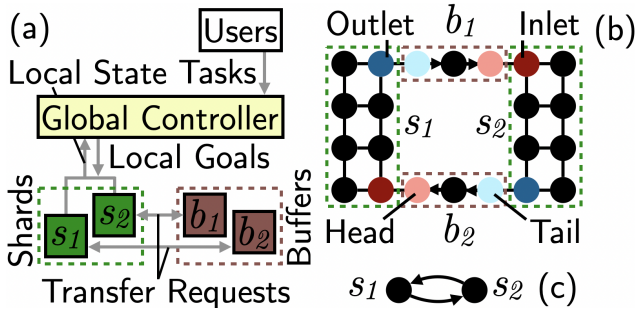 (a)
Users
Local State Tasks
Global Controller
Local Goals
Shards
s1
s2
b1
b2
Buffers
Transfer Requests
Outlet
b1
Inlet
(b)
s1
s2
Head
b2
Tail
s1
s2
(c)